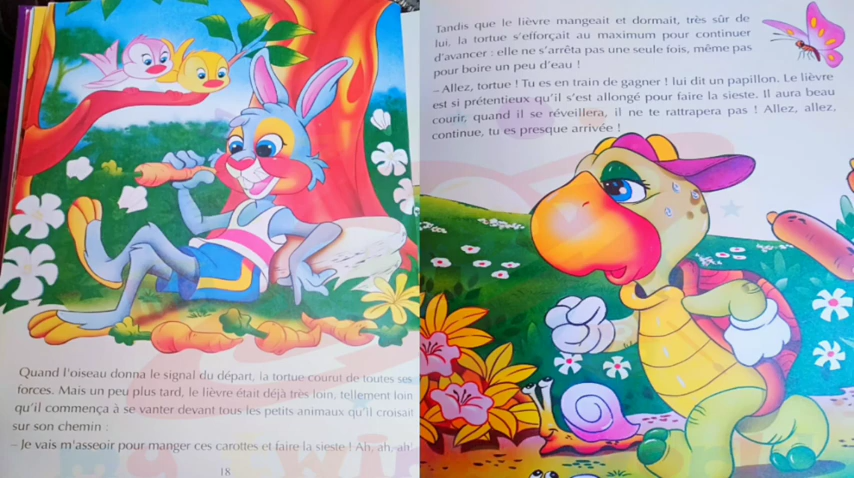 Quand l'oiseau donna le signal du départ, la tortue courut de toutes ses
forces. Mais un peu plus tard, le lièvre était déjà très loin, tellement loin
qu'il commença à se vanter devant tous les petits animaux qu'il croisait
sur son chemin :
– Je vais m'asseoir pour manger ces carottes et faire la sieste ! Ah, ah, ah!
18
Tandis que le lièvre mangeait et dormait, très sûr de
lui, la tortue s'efforçait au maximum pour continuer
d'avancer : elle ne s'arrêta pas une seule fois, même pas
pour boire un peu d'eau !
– Allez, tortue ! Tu es en train de gagner ! lui dit un papillon. Le lièvre
est si prétentieux qu'il s'est allongé pour faire la sieste. Il aura beau
courir, quand il se réveillera, il ne te rattrapera pas ! Allez, allez,
continue, tu es presque arrivée !